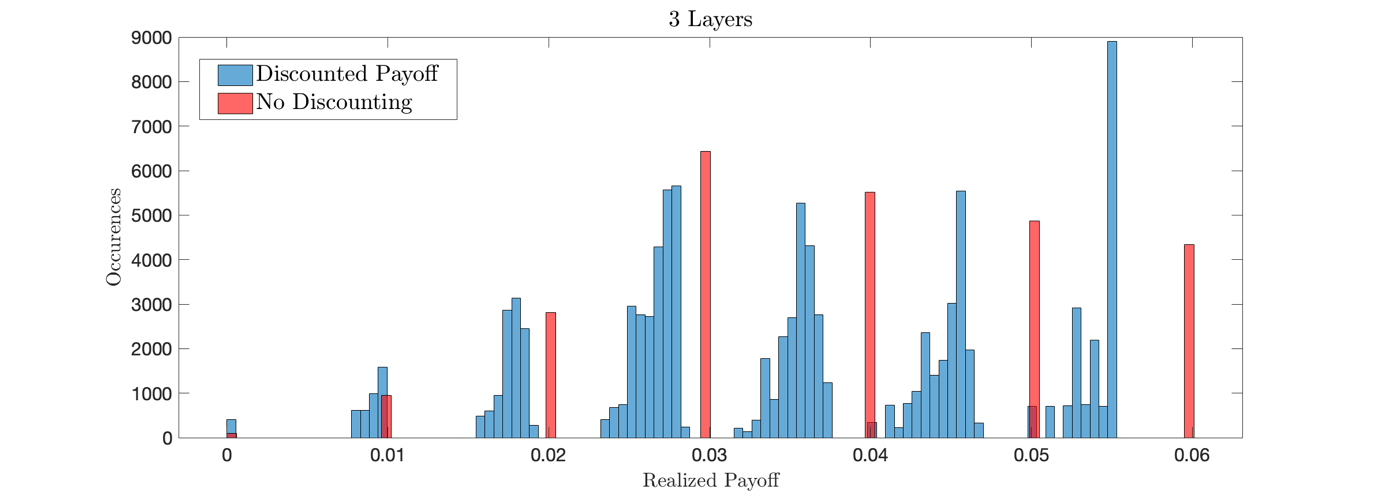 3 Layers
9000
8000
7000
6000
5000
4000
3000
2000
1000
0
Occurences
Discounted Payoff
No Discounting
0 0.01 0.02 0.03 0.04 0.05 0.06
Realized Payoff